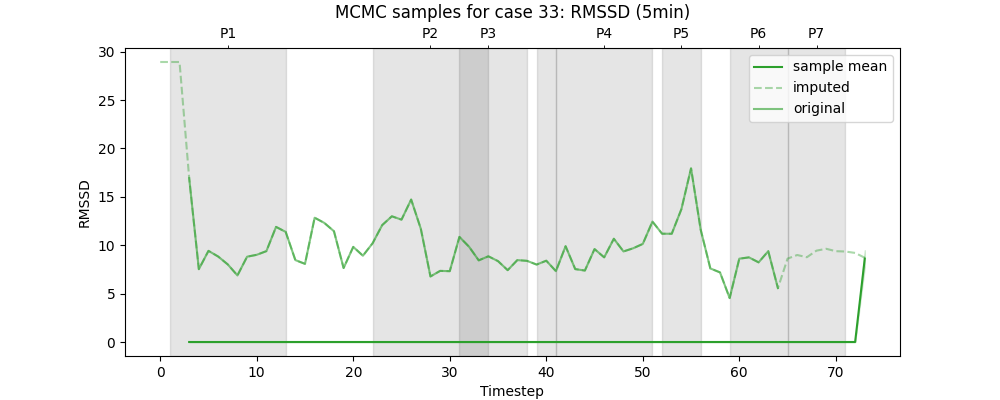 MCMC samples for case 33: RMSSD (5min)
P1 P2 P3 P4 P5 P6 P7
30
25
20
15
10
5
0
RMSSD
sample mean
imputed
original
0 10 20 30 40 50 60 70
Timestep